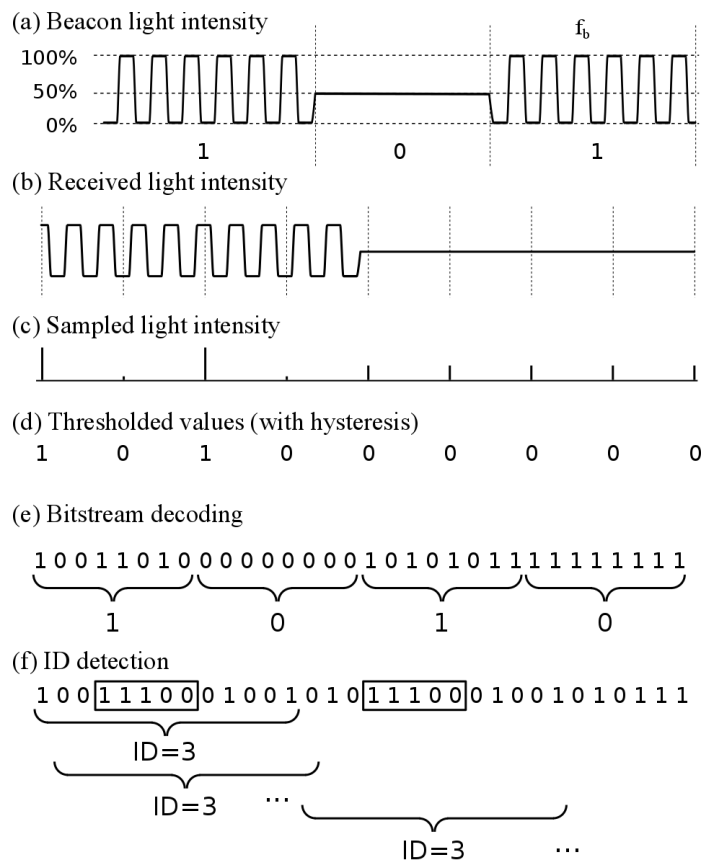 (a) Beacon light intensity
f_b
100%
50%
0%
1 0 1
(b) Received light intensity
(c) Sampled light intensity
(d) Thresholded values (with hysteresis)
1 0 1 0 0 0 0 0 0
(e) Bitstream decoding
1 0 0 1 1 0 1 0 0 0 0 0 0 0 0 0 1 0 1 0 1 0 1 1 1 1 1 1 1 1 1 1
1 0 1 0
(f) ID detection
1 0 0 1 1 1 0 0 0 1 0 0 1 0 1 0 1 1 1 0 0 0 1 0 0 1 0 1 0 1 1 1
ID=3
ID=3 ...
ID=3 ...